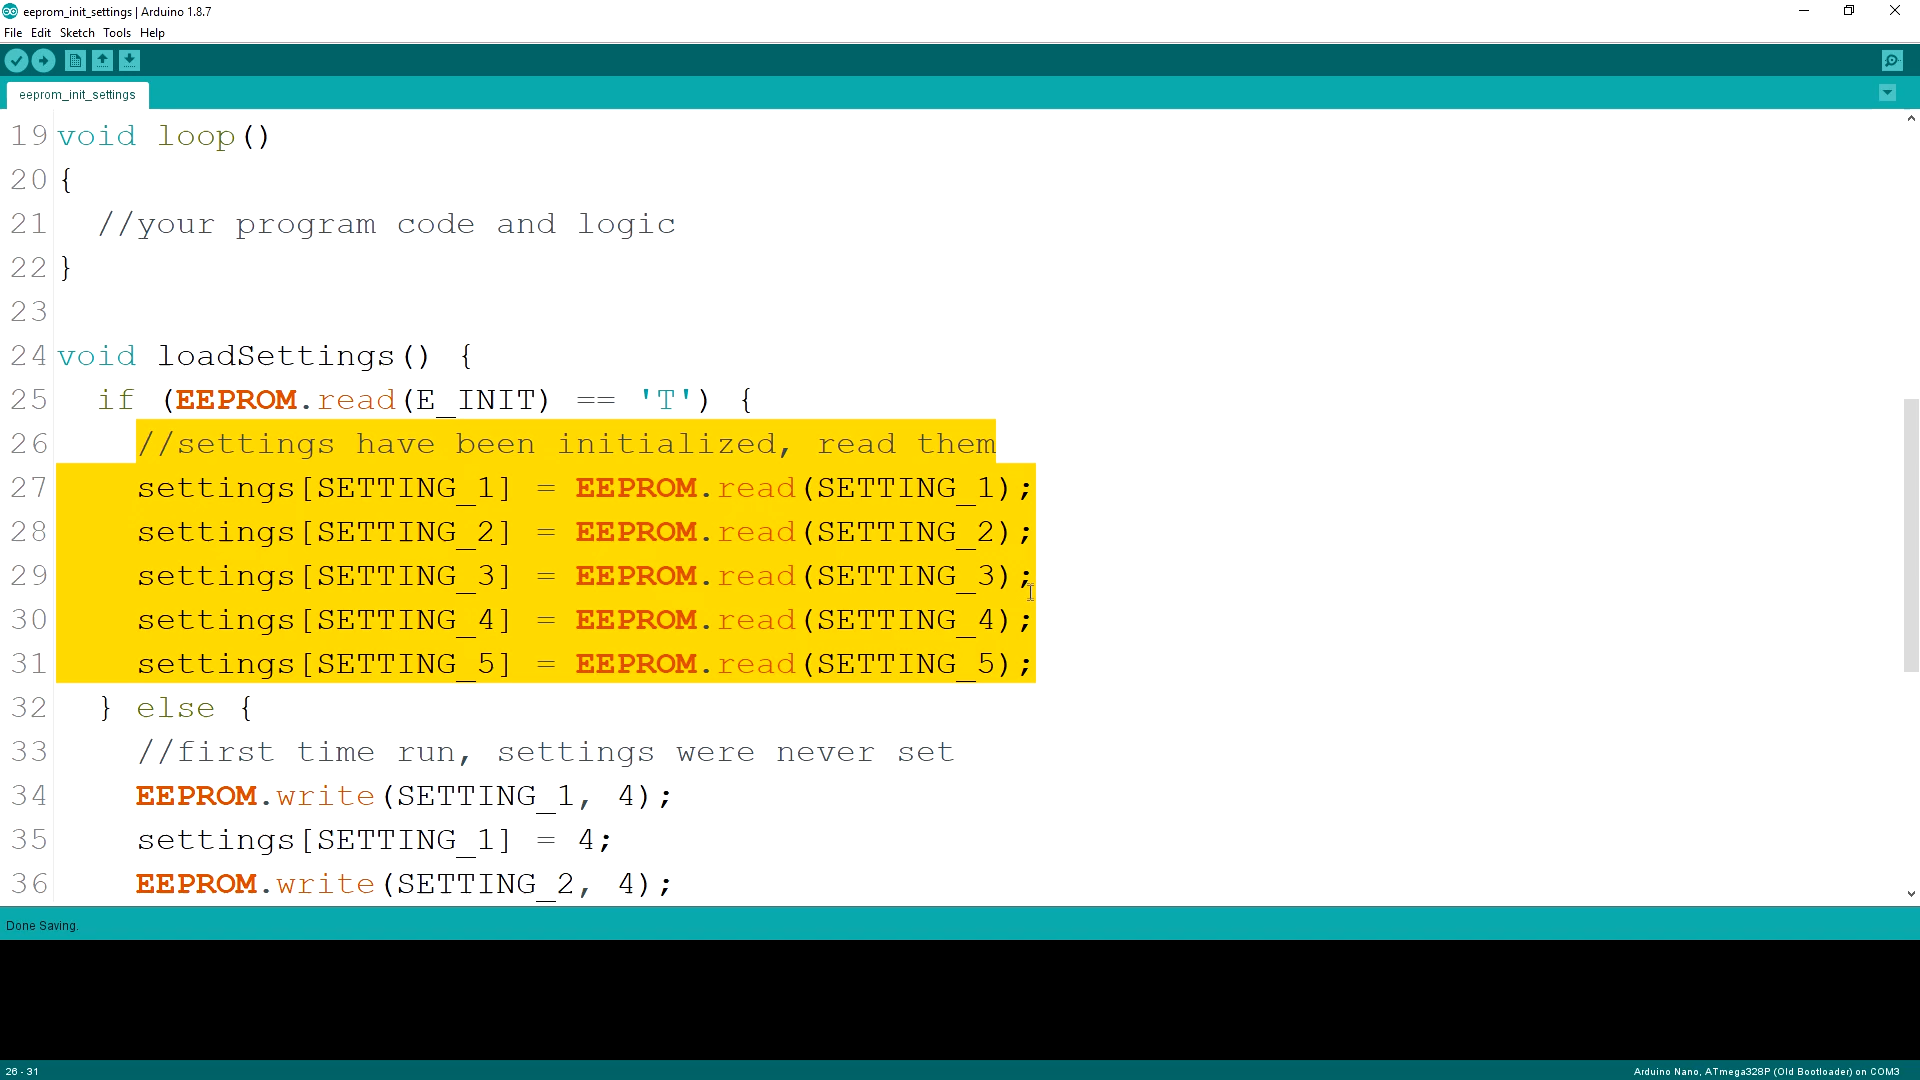 eeprom_init_settings | Arduino 1.8.7
File Edit Sketch Tools Help
eeprom_init_settings
19 void loop()
20 {
21   //your program code and logic
22 }
23
24 void loadSettings() {
25   if (EEPROM.read(E_INIT) == 'T') {
26     //settings have been initialized, read them
27     settings[SETTING_1] = EEPROM.read(SETTING_1);
28     settings[SETTING_2] = EEPROM.read(SETTING_2);
29     settings[SETTING_3] = EEPROM.read(SETTING_3);
30     settings[SETTING_4] = EEPROM.read(SETTING_4);
31     settings[SETTING_5] = EEPROM.read(SETTING_5);
32   } else {
33     //first time run, settings were never set
34     EEPROM.write(SETTING_1, 4);
35     settings[SETTING_1] = 4;
36     EEPROM.write(SETTING_2, 4);
Done Saving.
26 - 31
Arduino Nano, ATmega328P (Old Bootloader) on COM3